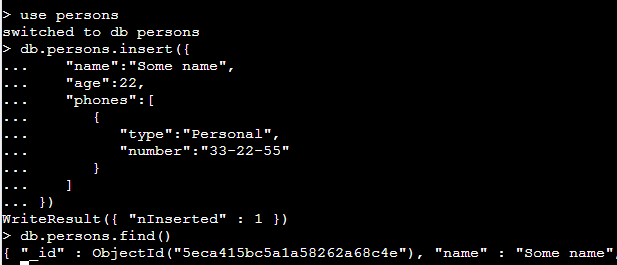 > use persons
switched to db persons
> db.persons.insert({
...    "name":"Some name",
...    "age":22,
...    "phones":[
...       {
...          "type":"Personal",
...          "number":"33-22-55"
...       }
...    ]
... })
WriteResult({ "nInserted" : 1 })
> db.persons.find()
{ "_id" : ObjectId("5eca415bc5a1a58262a68c4e"), "name" : "Some name",